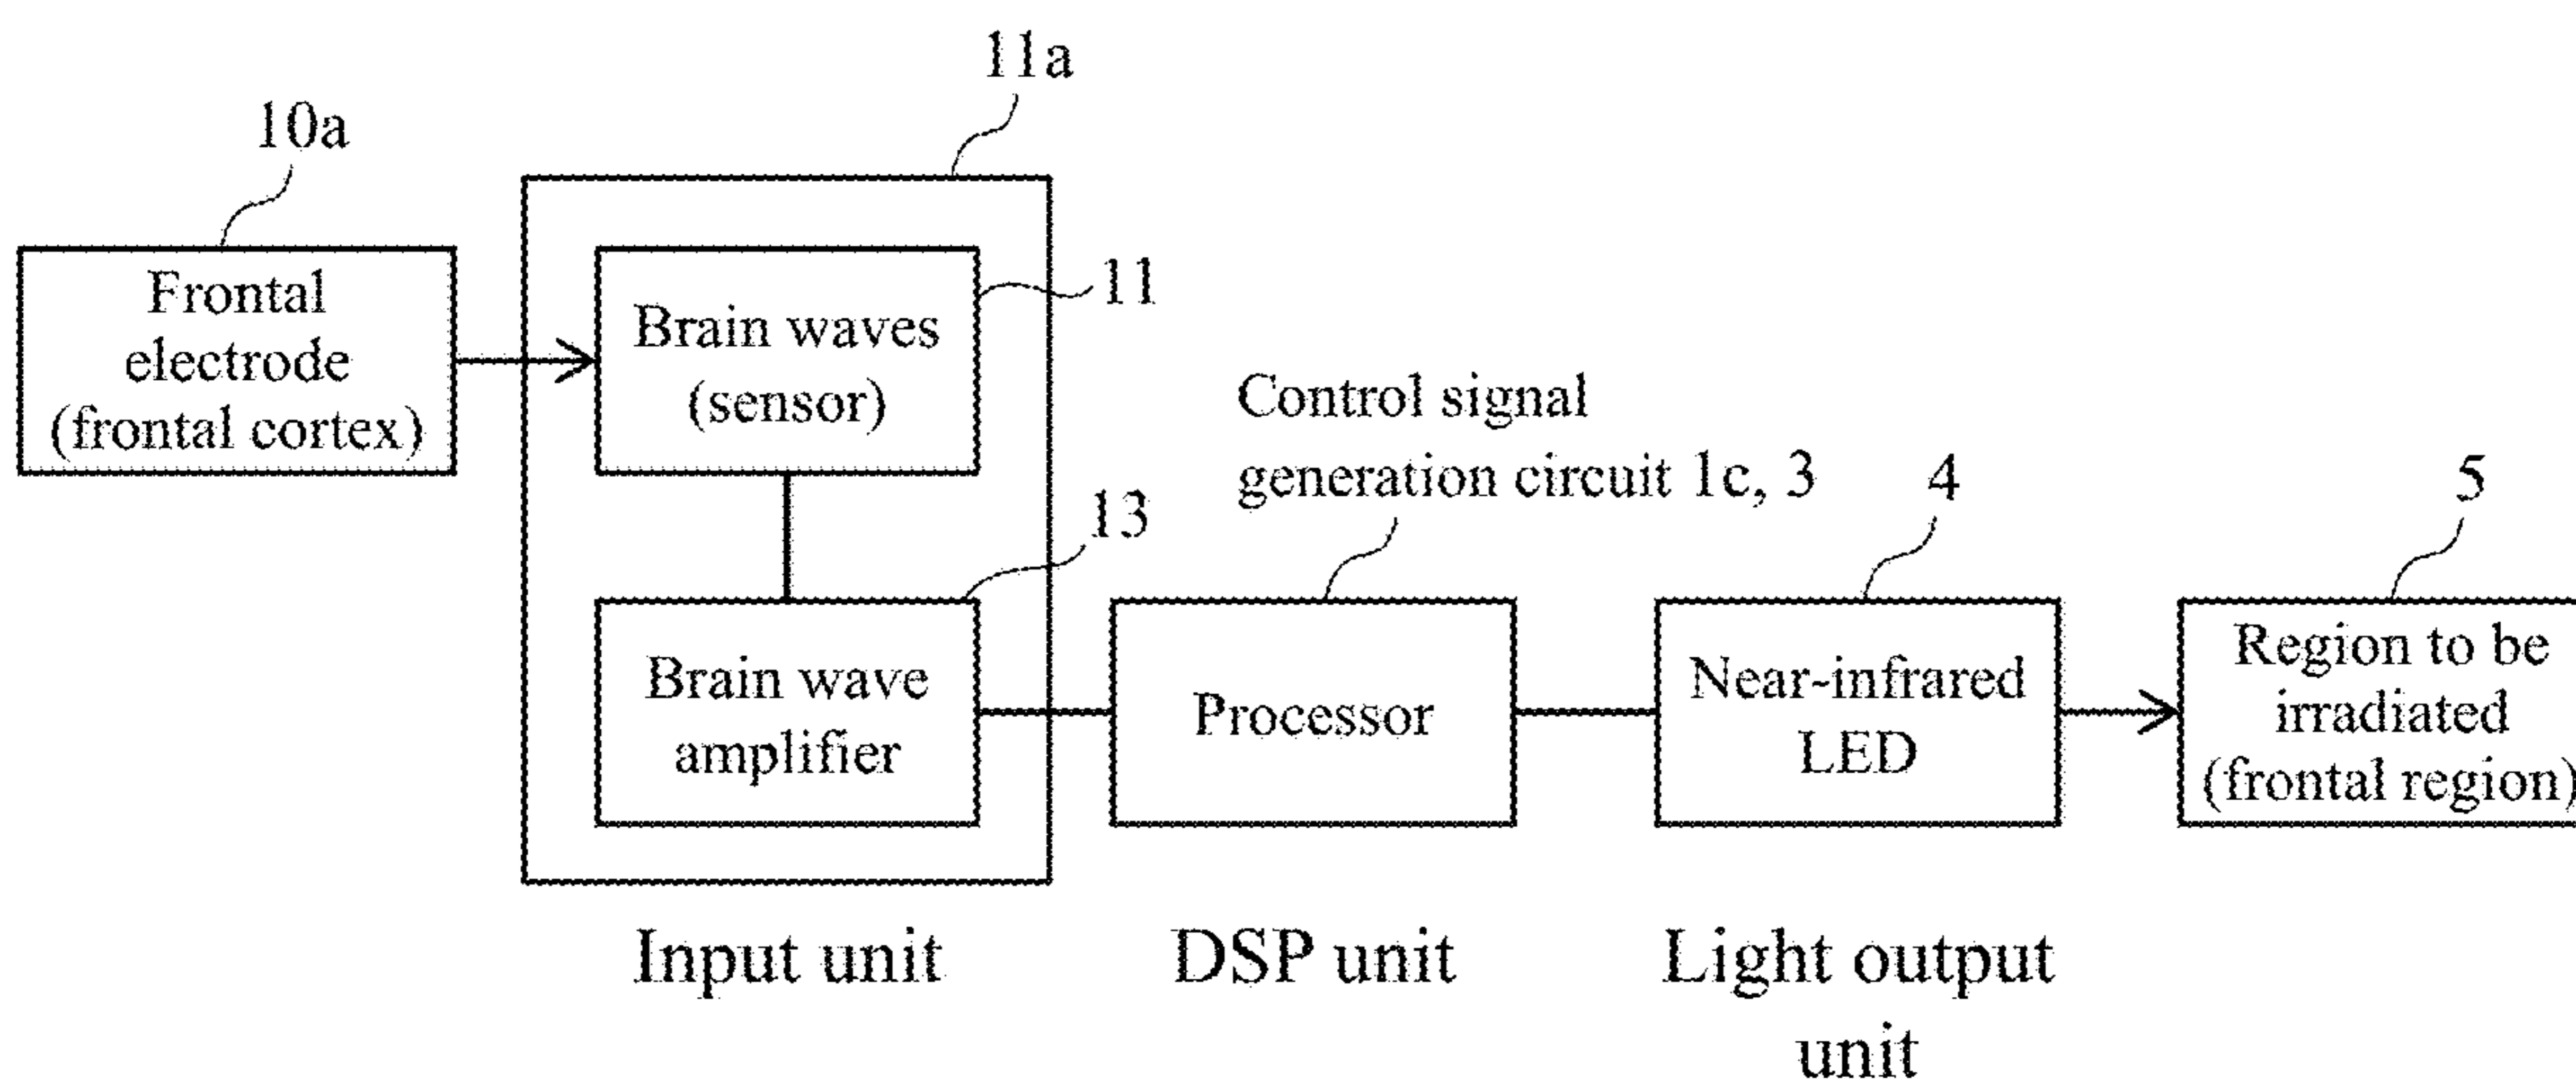 11a
10a
Frontal
electrode
(frontal cortex)
Brain waves
(sensor)
11
Control signal
generation circuit 1c, 3
13
4
5
Brain wave
amplifier
Processor
Near-infrared
LED
Region to be
irradiated
(frontal region)
Input unit
DSP unit
Light output
unit